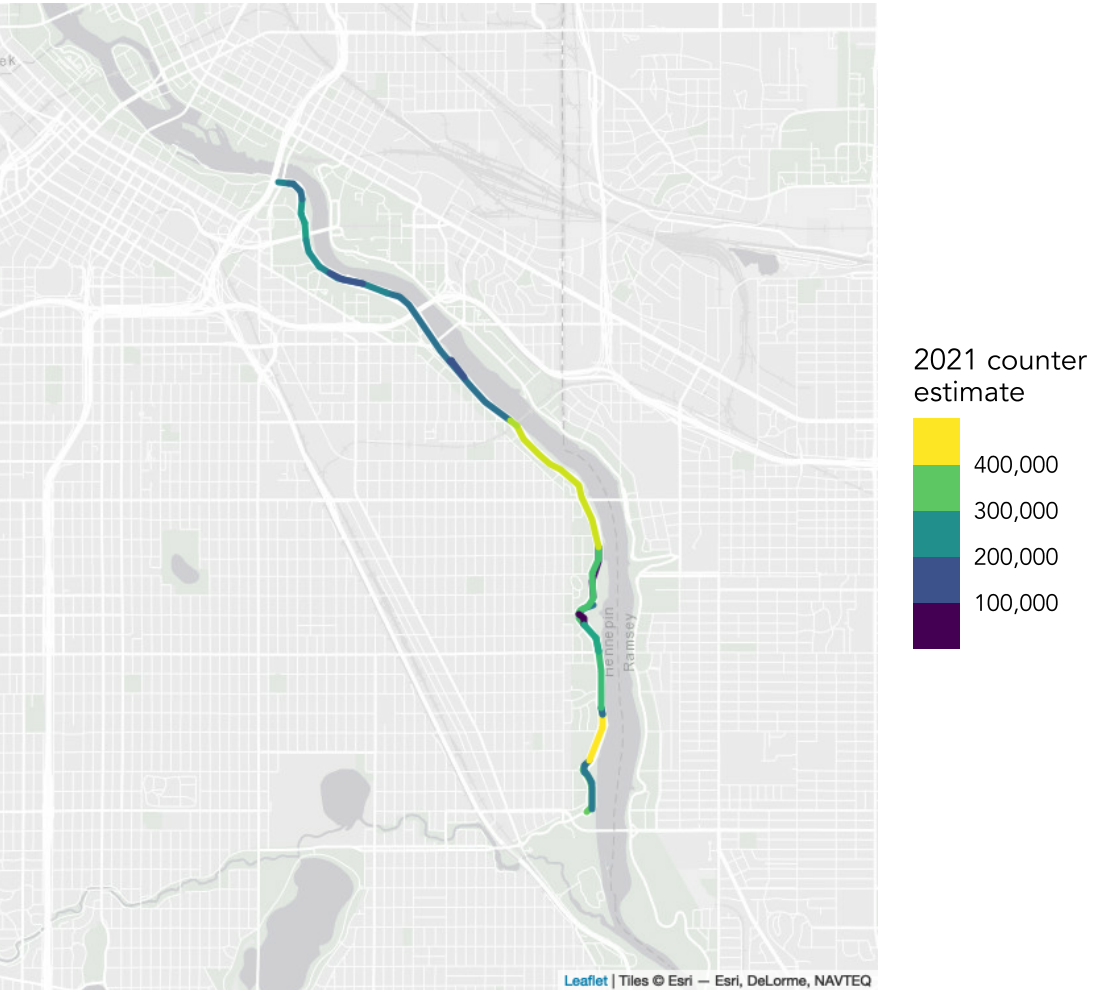 ek
2021 counter
estimate
400,000
300,000
200,000
100,000
Hennepin
Ramsey
Leaflet | Tiles © Esri — Esri, DeLorme, NAVTEQ